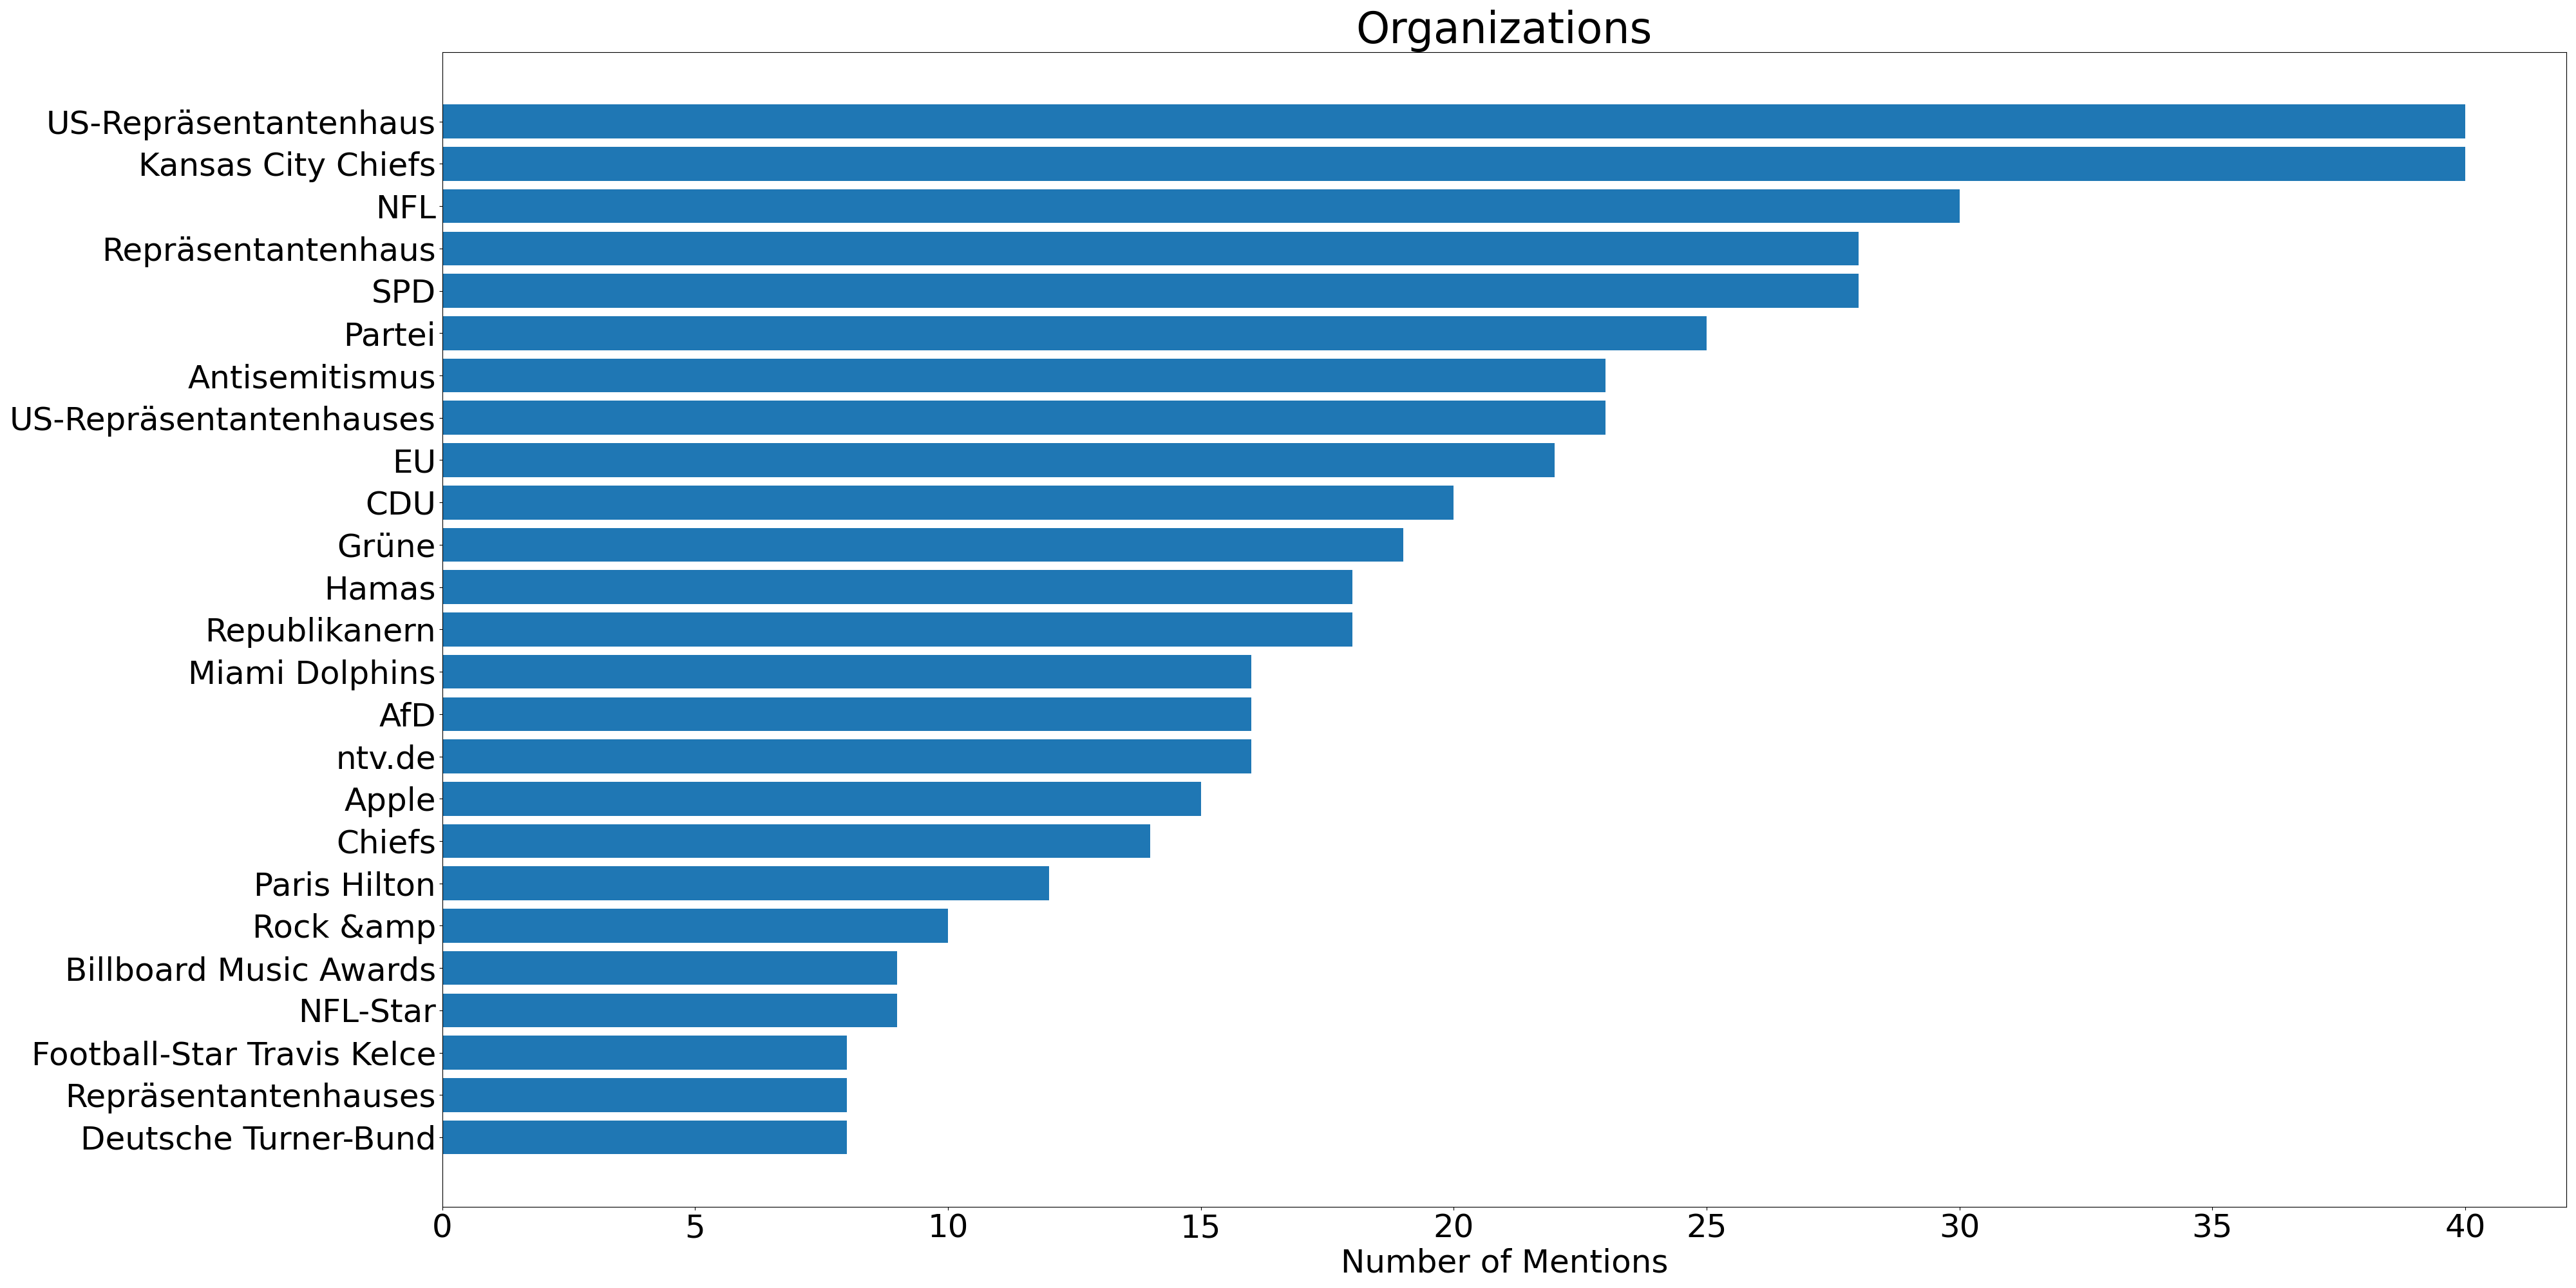 Organizations
US-Repräsentantenhaus
Kansas City Chiefs
NFL
Repräsentantenhaus
SPD
Partei
Antisemitismus
US-Repräsentantenhauses
EU
CDU
Grüne
Hamas
Republikanern
Miami Dolphins
AfD
ntv.de
Apple
Chiefs
Paris Hilton
Rock &amp
Billboard Music Awards
NFL-Star
Football-Star Travis Kelce
Repräsentantenhauses
Deutsche Turner-Bund
0 5 10 15 20 25 30 35 40
Number of Mentions